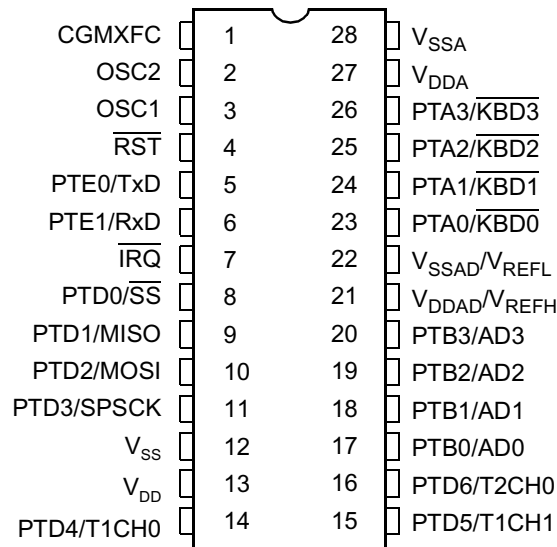 CGMXFC 1 28 VSSA
OSC2 2 27 VDDA
OSC1 3 26 PTA3/KBD3
RST 4 25 PTA2/KBD2
PTE0/TxD 5 24 PTA1/KBD1
PTE1/RxD 6 23 PTA0/KBD0
IRQ 7 22 VSSAD/VREFL
PTD0/SS 8 21 VDDAD/VREFH
PTD1/MISO 9 20 PTB3/AD3
PTD2/MOSI 10 19 PTB2/AD2
PTD3/SPSCK 11 18 PTB1/AD1
VSS 12 17 PTB0/AD0
VDD 13 16 PTD6/T2CH0
PTD4/T1CH0 14 15 PTD5/T1CH1